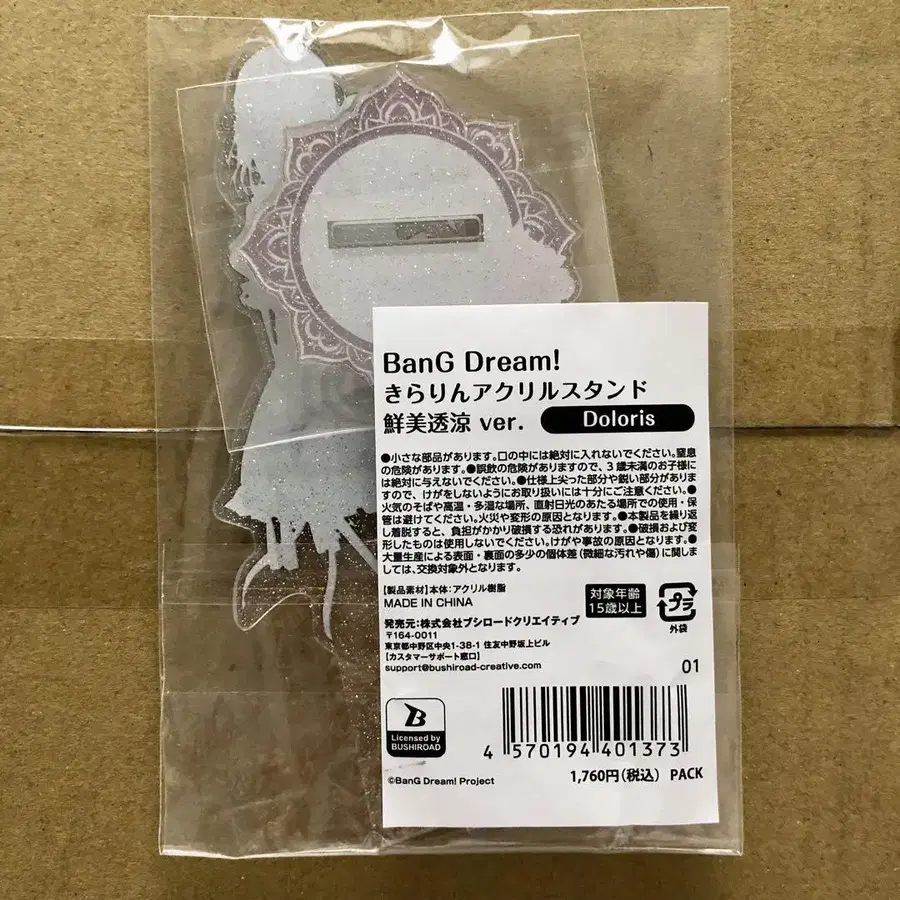 BanG Dream!
きらりんアクリルスタンド
鮮美透涼 ver. Doloris
●小さな部品があります。口の中には絶対に入れないでください。窒息
の危険があります。●誤飲の危険がありますので、3歳未満のお子様に
は絶対に与えないでください。●仕様上尖った部分や鋭い部分がありま
すので、けがをしないようにお取り扱いには十分にご注意ください。●
火気のそばや高温・多湿な場所、直射日光のあたる場所での使用・保
管は避けてください。火災や変形の原因となります。●本製品を繰り返
し着脱すると、負担がかかり破損する恐れがあります。●破損および変
形したものは使用しないでください。けがや事故の原因となります。●
大量生産による表面・裏面の多少の個体差(微細な汚れや傷)に関しま
しては、交換対象外となります。
【製品素材】本体:アクリル樹脂
MADE IN CHINA
対象年齢
15歳以上
プラ
外袋
発売元:株式会社ブシロードクリエイティブ
〒164-0011
東京都中野区中央1-38-1 住友中野坂上ビル
【カスタマーサポート窓口】
support@bushiroad-creative.com
01
B
Licensed by
BUSHIROAD
4 570194 401373
©BanG Dream! Project
1,760円(税込) PACK